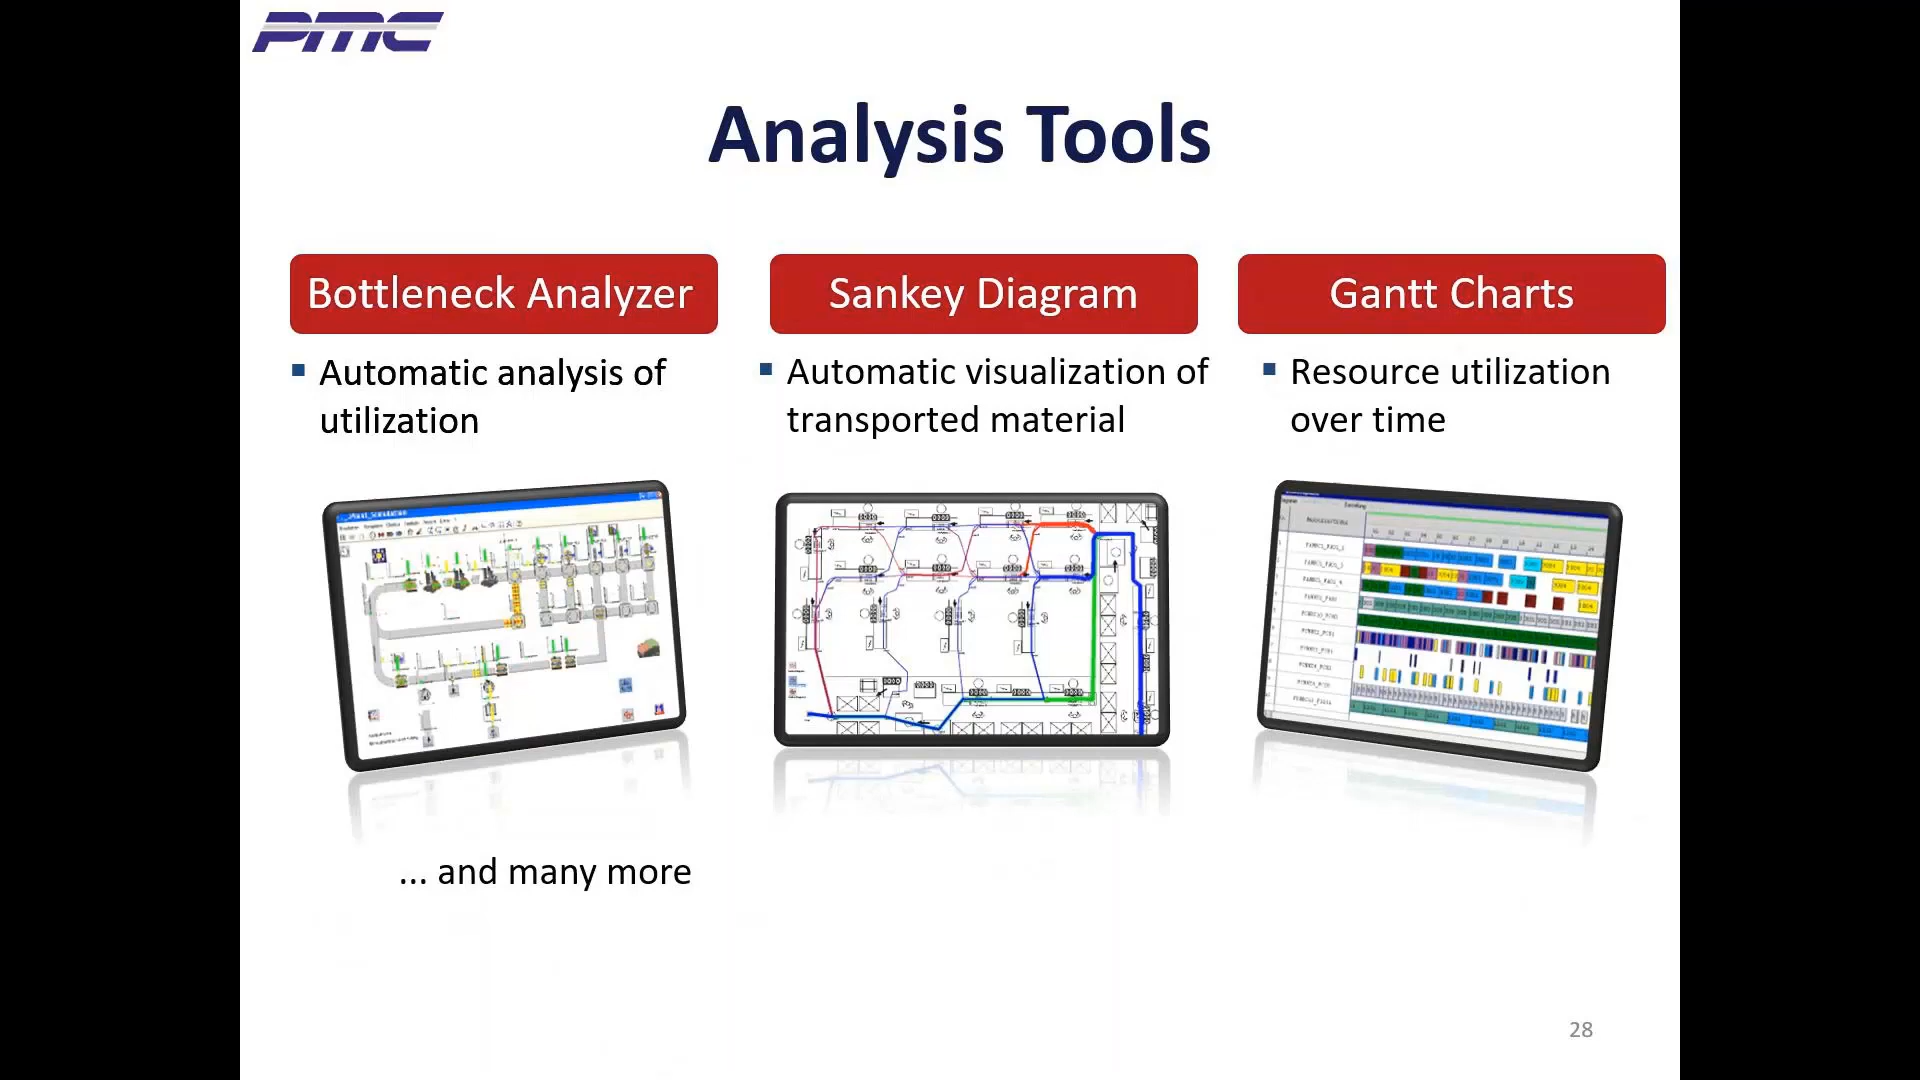 PMC
Analysis Tools
Bottleneck Analyzer
Automatic analysis of
utilization
Sankey Diagram
Automatic visualization of
transported material
Gantt Charts
Resource utilization
over time
... and many more
28